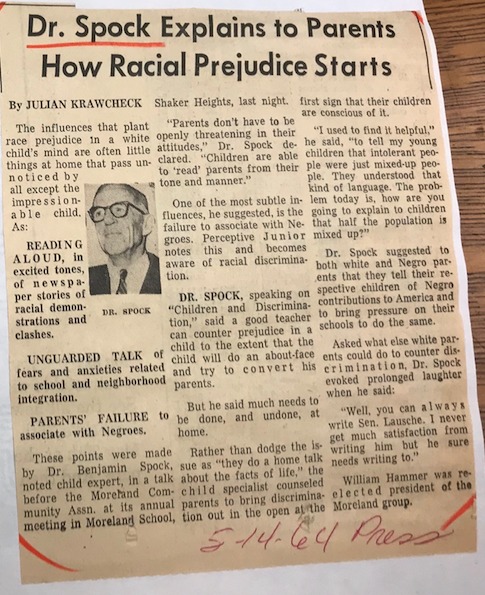 Dr. Spock Explains to Parents
How Racial Prejudice Starts
By JULIAN KRAWCHECK
The influences that plant
race prejudice in a white
child's mind are often little
things at home that pass un-
noticed by
all except the
impression-
able child.
As:
READING
ALOUD, in
excited tones,
of newspa-
per stories of
racial demon-
strations and
clashes.
DR. SPOCK
UNGUARDED TALK of
fears and anxieties related
to school and neighborhood
integration.
PARENTS' FAILURE to
associate with Negroes.
These points were made
by Dr. Benjamin Spock,
noted child expert, in a talk
before the Moreland Com-
munity Assn. at its annual
meeting in Moreland School,
Shaker Heights, last night.
"Parents don't have to be
openly threatening in their
attitudes," Dr. Spock de-
clared. "Children are able
to 'read' parents from their
tone and manner."
One of the most subtle in-
fluences, he suggested, is the
failure to associate with Ne-
groes. Perceptive Junior
notes this and becomes
aware of racial discrimina-
tion.
DR. SPOCK, speaking on
"Children and Discrimina-
tion," said a good teacher
can counter prejudice in a
child to the extent that the
child will do an about-face
and try to convert his
parents.
But he said much needs to
be done, and undone, at
home.
Rather than dodge the is-
sue as "they do a home talk
about the facts of life," the
child specialist counseled
parents to bring discrimina-
tion out in the open at the
first sign that their children
are conscious of it.
"I used to find it helpful,"
he said, "to tell my young
children that intolerant peo-
ple were just mixed-up peo-
ple. They understood that
kind of language. The prob-
lem today is, how are you
going to explain to children
that half the population is
mixed up?"
Dr. Spock suggested to
both white and Negro par-
ents that they tell their re-
spective children of Negro
contributions to America and
to bring pressure on their
schools to do the same.
Asked what else white par-
ents could do to counter dis-
crimination, Dr. Spock
evoked prolonged laughter
when he said:
"Well, you can always
write Sen. Lausche. I never
get much satisfaction from
writing him but he sure
needs writing to."
William Hammer was re-
elected president of the
Moreland group.
5-14-64 Press